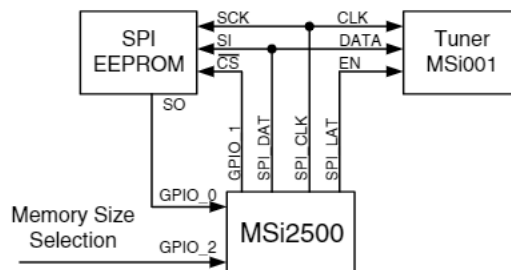 SPI
EEPROM
SCK
SI
CS
SO
CLK
DATA
EN
Tuner
MSi001
GPIO_1
SPI_DAT
SPI_CLK
SPI_LAT
GPIO_0
Memory Size
Selection
GPIO_2
MSi2500